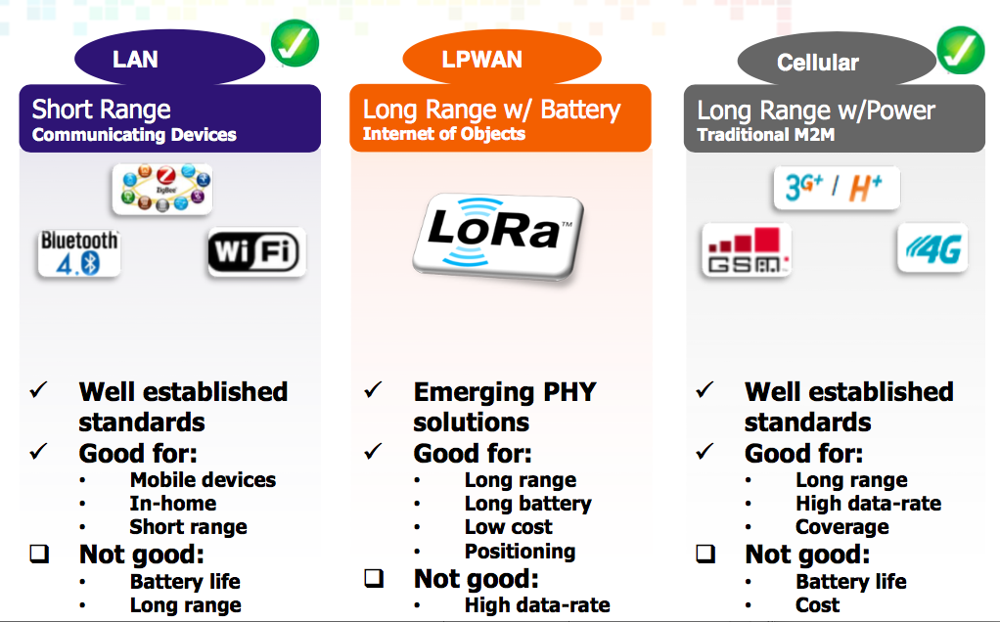 LAN
Short Range
Communicating Devices
ZigBee
Bluetooth
4.0
WiFi
✓ Well established
standards
✓ Good for:
• Mobile devices
• In-home
• Short range
❑ Not good:
• Battery life
• Long range
LPWAN
Long Range w/ Battery
Internet of Objects
LoRa™
✓ Emerging PHY
solutions
✓ Good for:
• Long range
• Long battery
• Low cost
• Positioning
❑ Not good:
• High data-rate
Cellular
Long Range w/Power
Traditional M2M
3G+ / H+
GSM
4G
✓ Well established
standards
✓ Good for:
• Long range
• High data-rate
• Coverage
❑ Not good:
• Battery life
• Cost